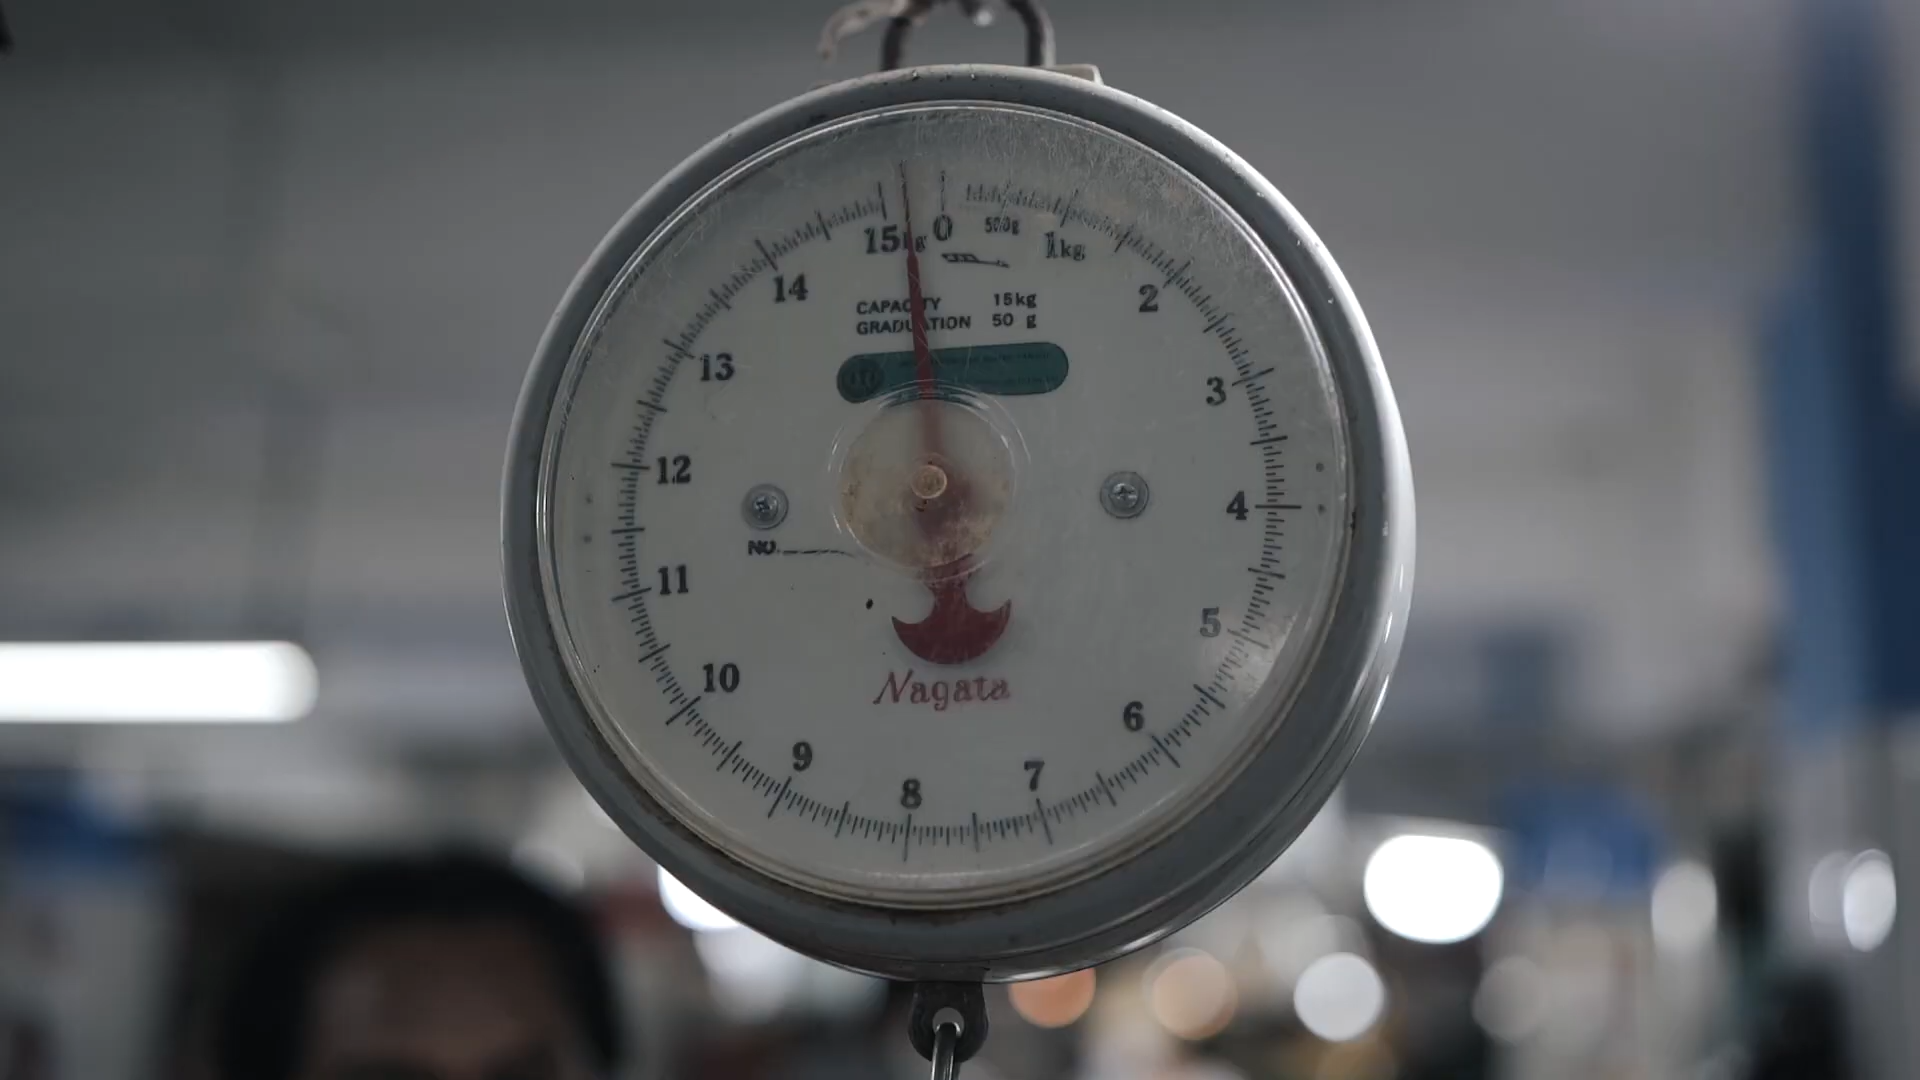 15kg 0 500g 1kg
14 2
CAPACITY 15kg
GRADUATION 50 g
13 3
12 4
NO.
11 5
10 6
Nagata
9 7
8